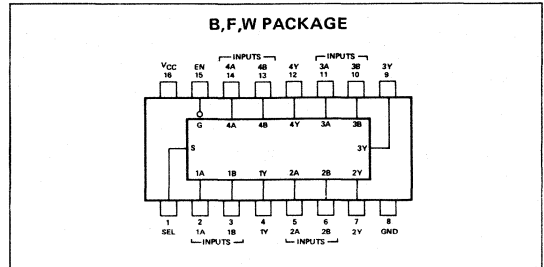 B,F,W PACKAGE
INPUTS INPUTS
VCC EN 4A 4B 4Y 3A 3B 3Y
16 15 14 13 12 11 10 9
G 4A 4B 4Y 3A 3B
S 3Y
1A 1B 1Y 2A 2B 2Y
1 2 3 4 5 6 7 8
SEL 1A 1B 1Y 2A 2B 2Y GND
INPUTS INPUTS